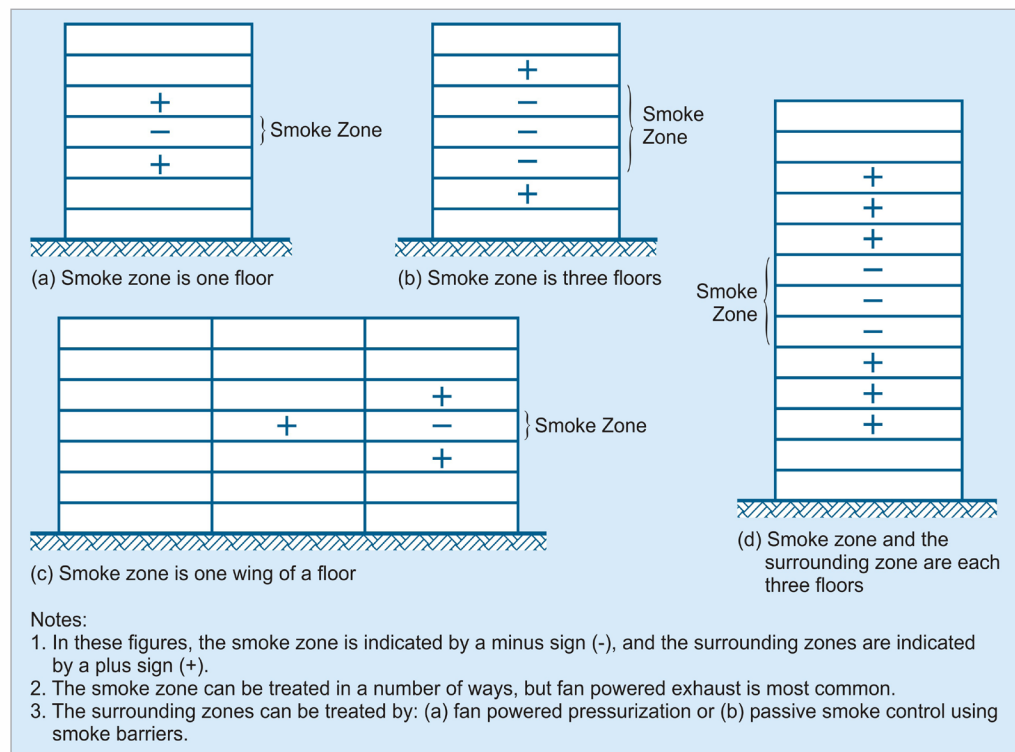 +
−
+
Smoke Zone
(a) Smoke zone is one floor
+
−
−
−
+
Smoke
Zone
(b) Smoke zone is three floors
+
+
−
+
Smoke Zone
(c) Smoke zone is one wing of a floor
+
+
+
−
−
−
+
+
+
Smoke
Zone
(d) Smoke zone and the
surrounding zone are each
three floors
Notes:
1. In these figures, the smoke zone is indicated by a minus sign (-), and the surrounding zones are indicated
by a plus sign (+).
2. The smoke zone can be treated in a number of ways, but fan powered exhaust is most common.
3. The surrounding zones can be treated by: (a) fan powered pressurization or (b) passive smoke control using
smoke barriers.